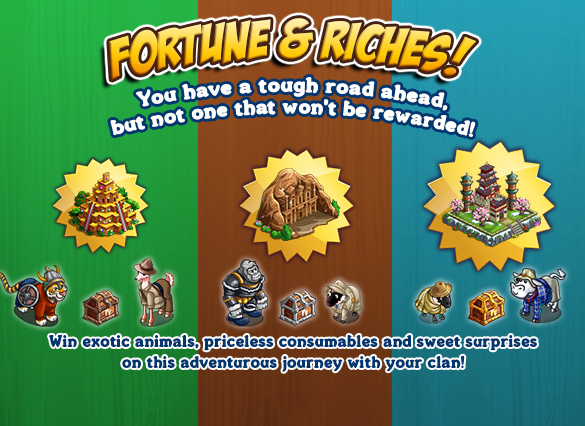 FORTUNE & RICHES!
You have a tough road ahead,
but not one that won't be rewarded!
Win exotic animals, priceless consumables and sweet surprises
on this adventurous journey with your clan!